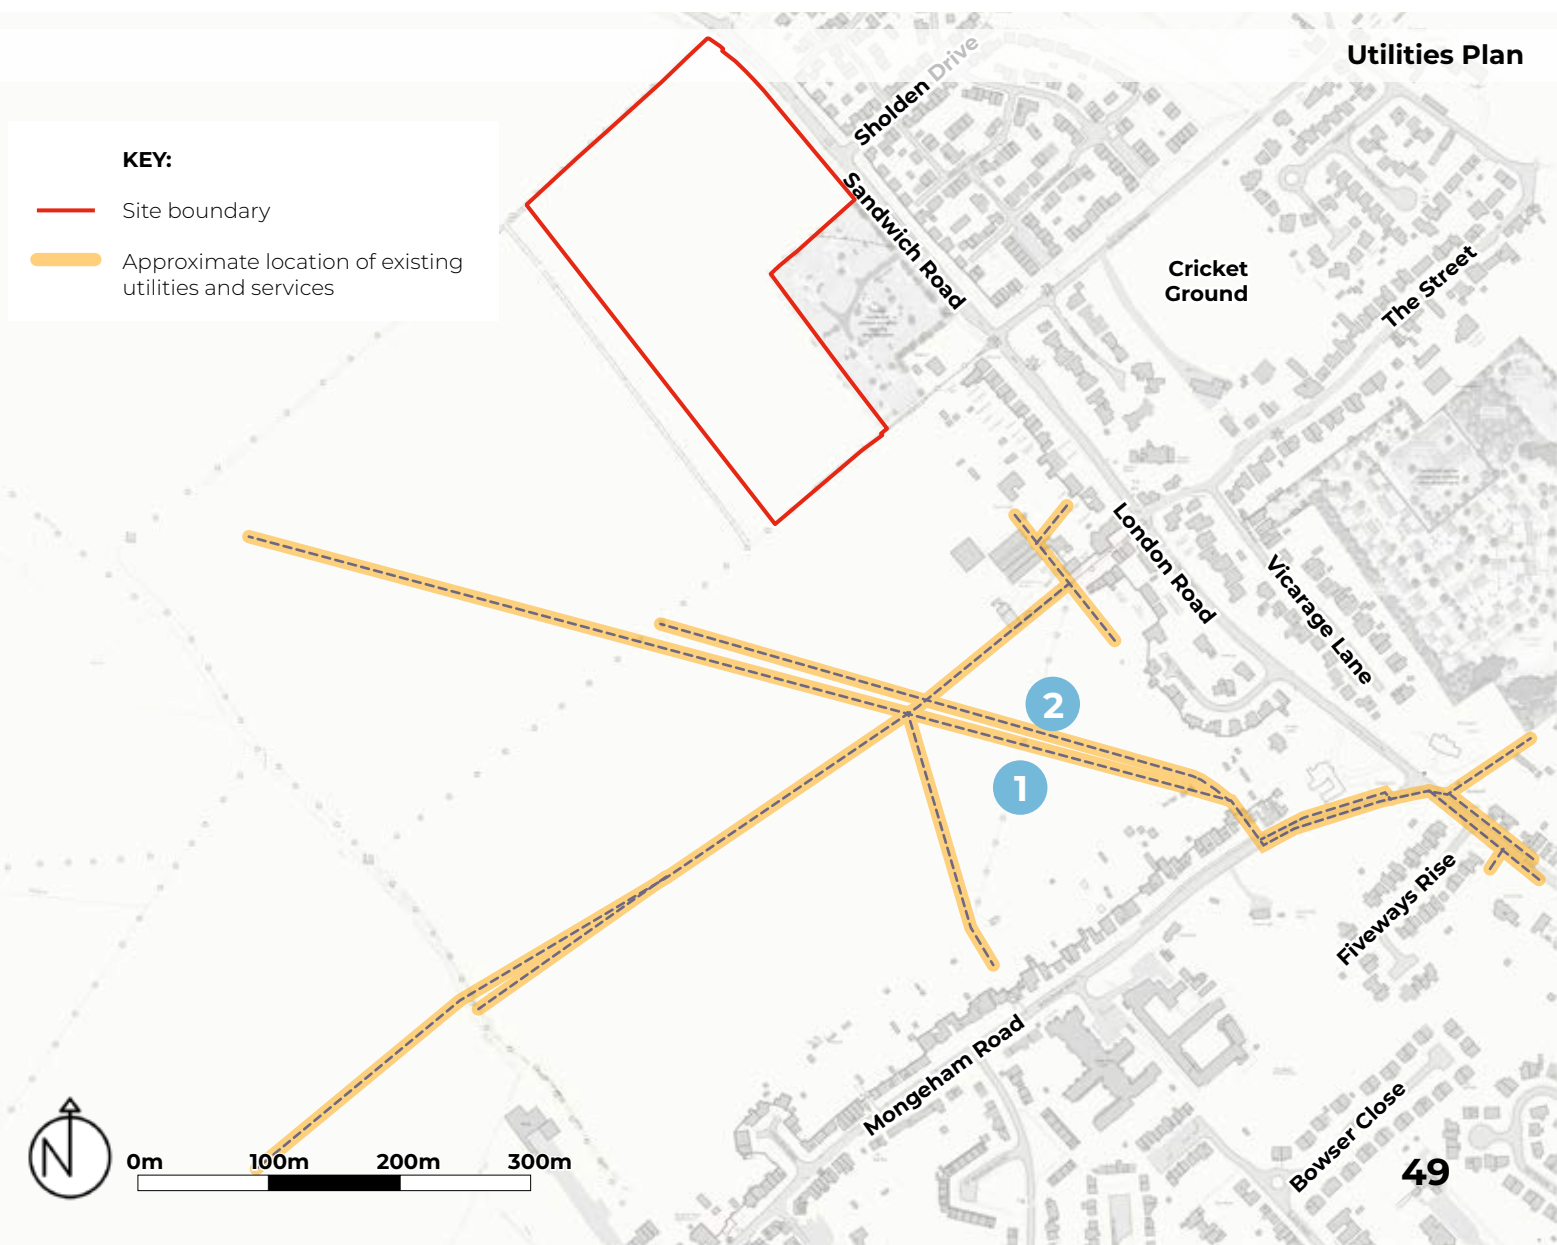 Utilities Plan
KEY:
Site boundary
Approximate location of existing
utilities and services
Sholden Drive
Sandwich Road
Cricket
Ground
The Street
London Road
Vicarage Lane
2
1
Fiveways Rise
Mongeham Road
Bowser Close
N
0m 100m 200m 300m
49